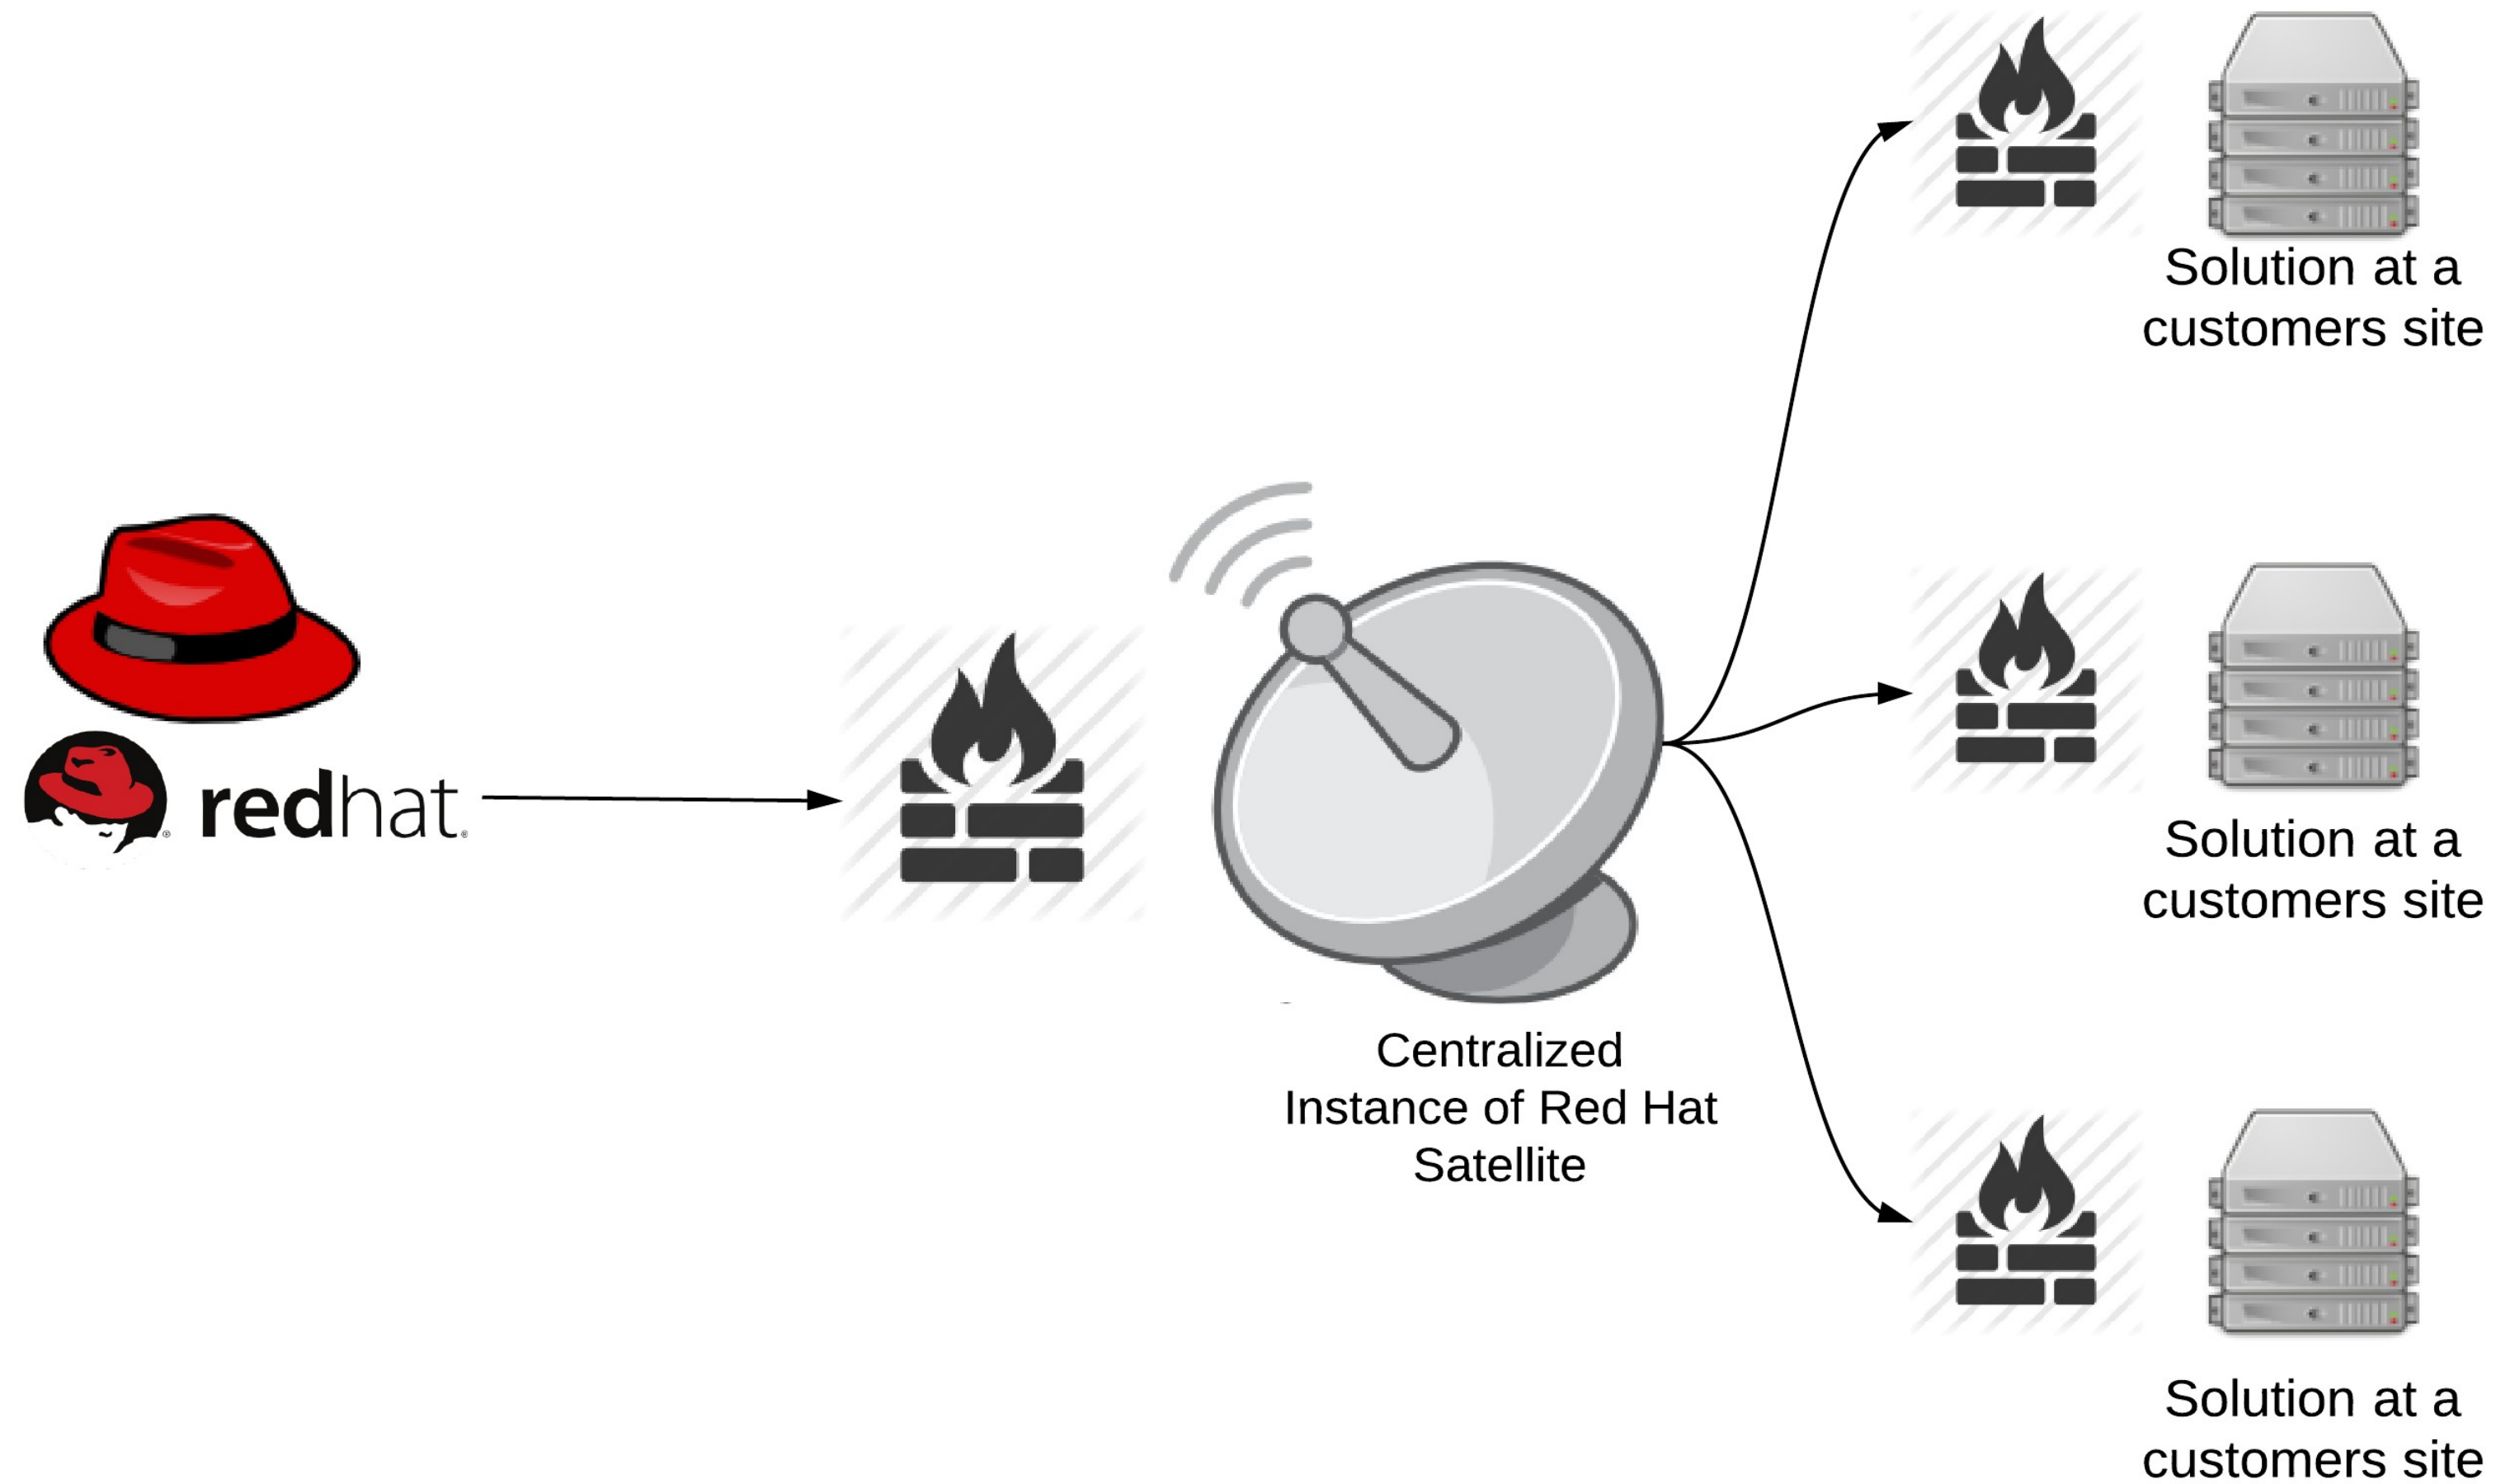 Solution at a
customers site
redhat
Solution at a
customers site
Centralized
Instance of Red Hat
Satellite
Solution at a
customers site